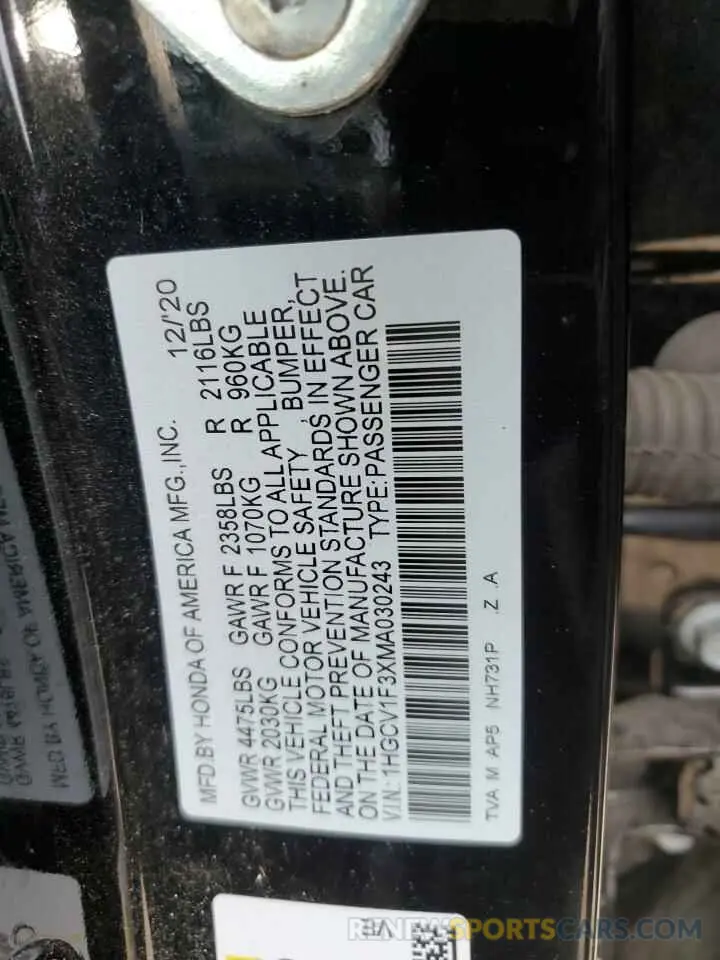 MFD.BY HONDA OF AMERICA MFG.,INC. 12/'20
GVWR 4475LBS GAWR F 2358LBS R 2116LBS
GVWR 2030KG GAWR F 1070KG R 960KG
THIS VEHICLE CONFORMS TO ALL APPLICABLE
FEDERAL MOTOR VEHICLE SAFETY, BUMPER,
AND THEFT PREVENTION STANDARDS IN EFFECT
ON THE DATE OF MANUFACTURE SHOWN ABOVE.
V.I.N.: 1HGCV1F3XMA030243 TYPE:PASSENGER CAR
TVA M AP5 NH731P .Z .A
RENEWSPORTSCARS.COM